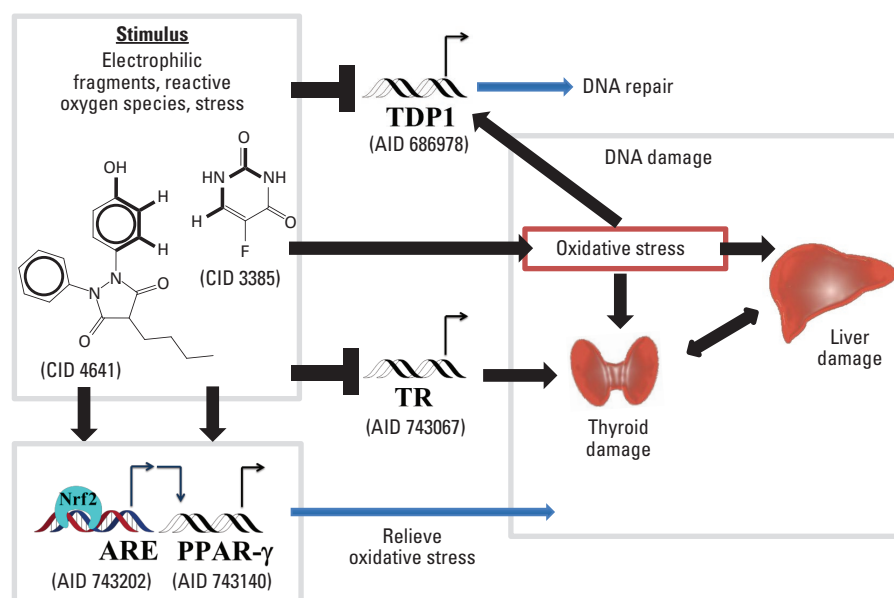 Stimulus
Electrophilic
fragments, reactive
oxygen species, stress
OH
H
H
N
N
O
O
(CID 4641)
O
HN
NH
H
O
F
(CID 3385)
TDP1
(AID 686978)
DNA repair
DNA damage
Oxidative stress
Liver
damage
Thyroid
damage
TR
(AID 743067)
Nrf2
ARE
(AID 743202)
PPAR-γ
(AID 743140)
Relieve
oxidative stress